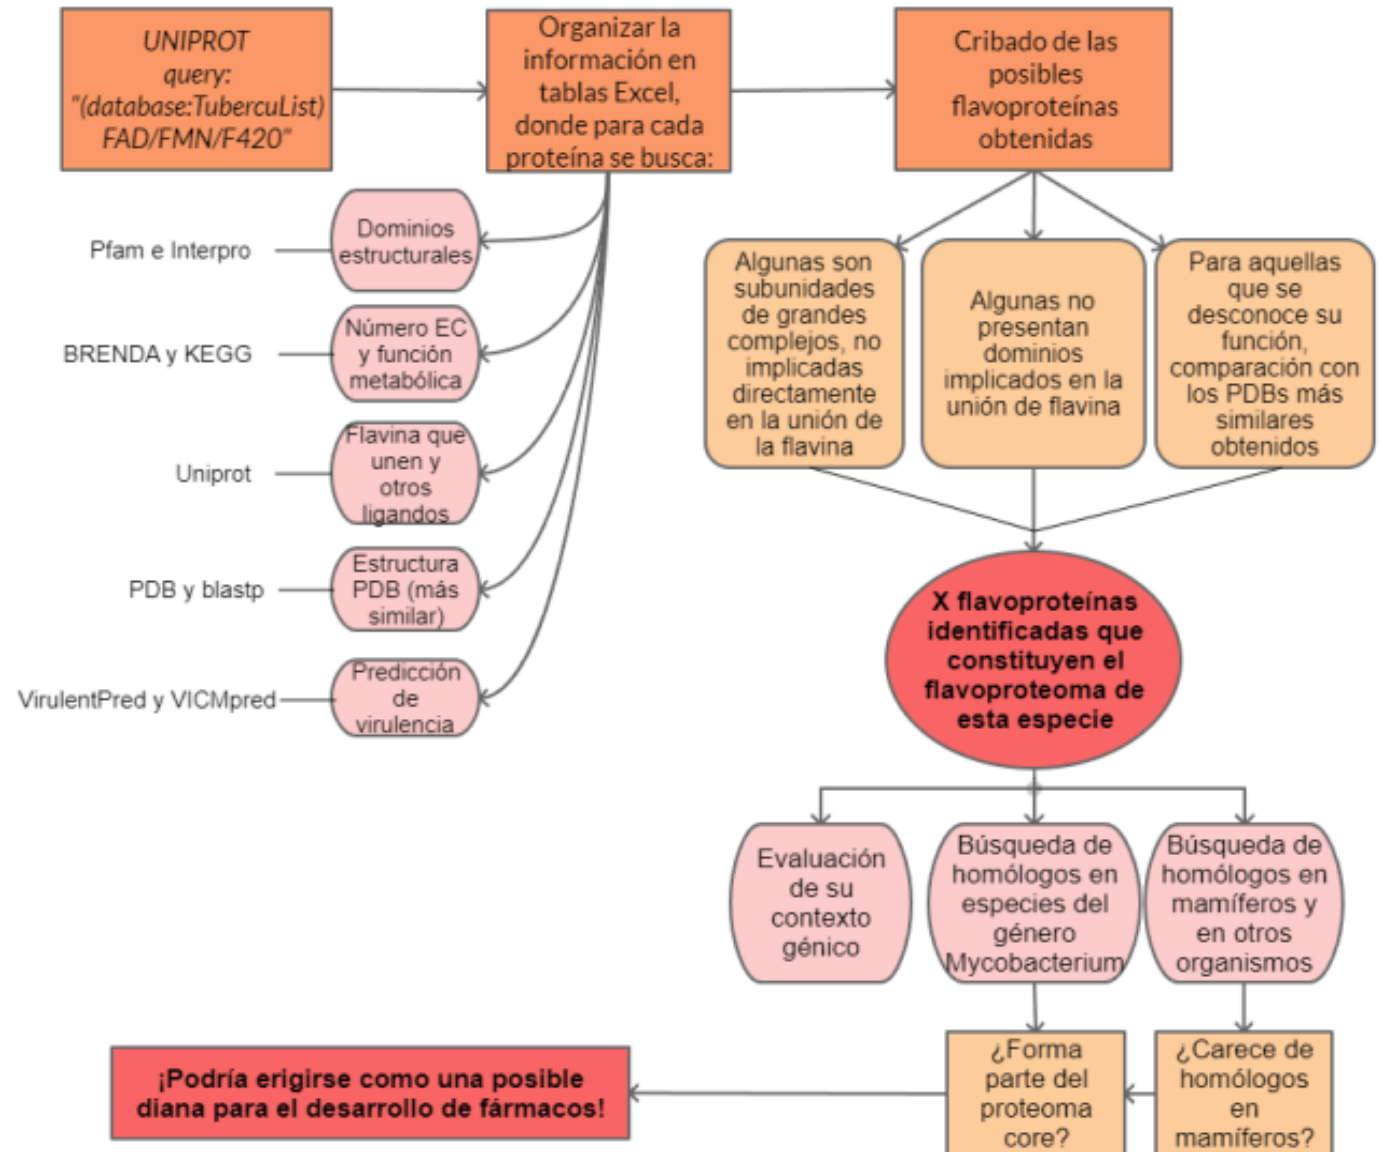 UNIPROT
query:
"(database:TubercuList)
FAD/FMN/F420"
Organizar la
información en
tablas Excel,
donde para cada
proteína se busca:
Cribado de las
posibles
flavoproteínas
obtenidas
Pfam e Interpro
Dominios
estructurales
BRENDA y KEGG
Número EC
y función
metabólica
Uniprot
Flavina que
unen y
otros
ligandos
PDB y blastp
Estructura
PDB (más
similar)
VirulentPred y VICMpred
Predicción
de
virulencia
Algunas son
subunidades
de grandes
complejos, no
implicadas
directamente
en la unión de
la flavina
Algunas no
presentan
dominios
implicados en la
unión de flavina
Para aquellas
que se
desconoce su
función,
comparación con
los PDBs más
similares
obtenidos
X flavoproteínas
identificadas que
constituyen el
flavoproteoma de
esta especie
Evaluación
de su
contexto
génico
Búsqueda de
homólogos en
especies del
género
Mycobacterium
Búsqueda de
homólogos en
mamíferos y
en otros
organismos
¿Forma
parte del
proteoma
core?
¿Carece de
homólogos
en
mamíferos?
¡Podría erigirse como una posible
diana para el desarrollo de fármacos!